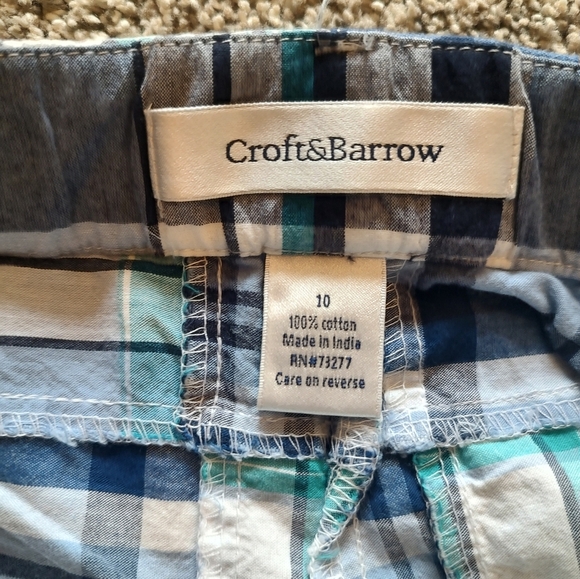 Croft&Barrow
10
100% cotton
Made in India
RN#73277
Care on reverse